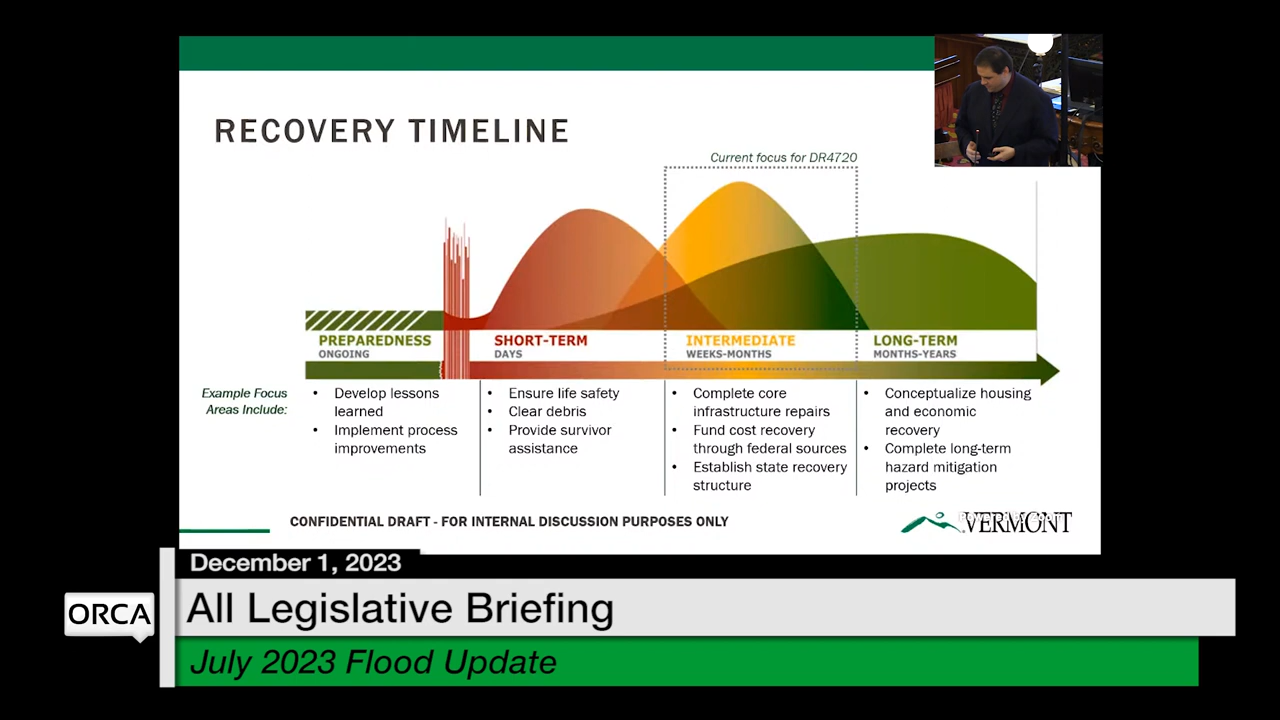 RECOVERY TIMELINE
Current focus for DR4720
PREPAREDNESS
ONGOING
SHORT-TERM
DAYS
INTERMEDIATE
WEEKS-MONTHS
LONG-TERM
MONTHS-YEARS
Example Focus
Areas Include:
• Develop lessons
learned
• Implement process
improvements
• Ensure life safety
• Clear debris
• Provide survivor
assistance
• Complete core
infrastructure repairs
• Fund cost recovery
through federal sources
• Establish state recovery
structure
• Conceptualize housing
and economic
recovery
• Complete long-term
hazard mitigation
projects
CONFIDENTIAL DRAFT - FOR INTERNAL DISCUSSION PURPOSES ONLY
VERMONT
December 1, 2023
ORCA
All Legislative Briefing
July 2023 Flood Update